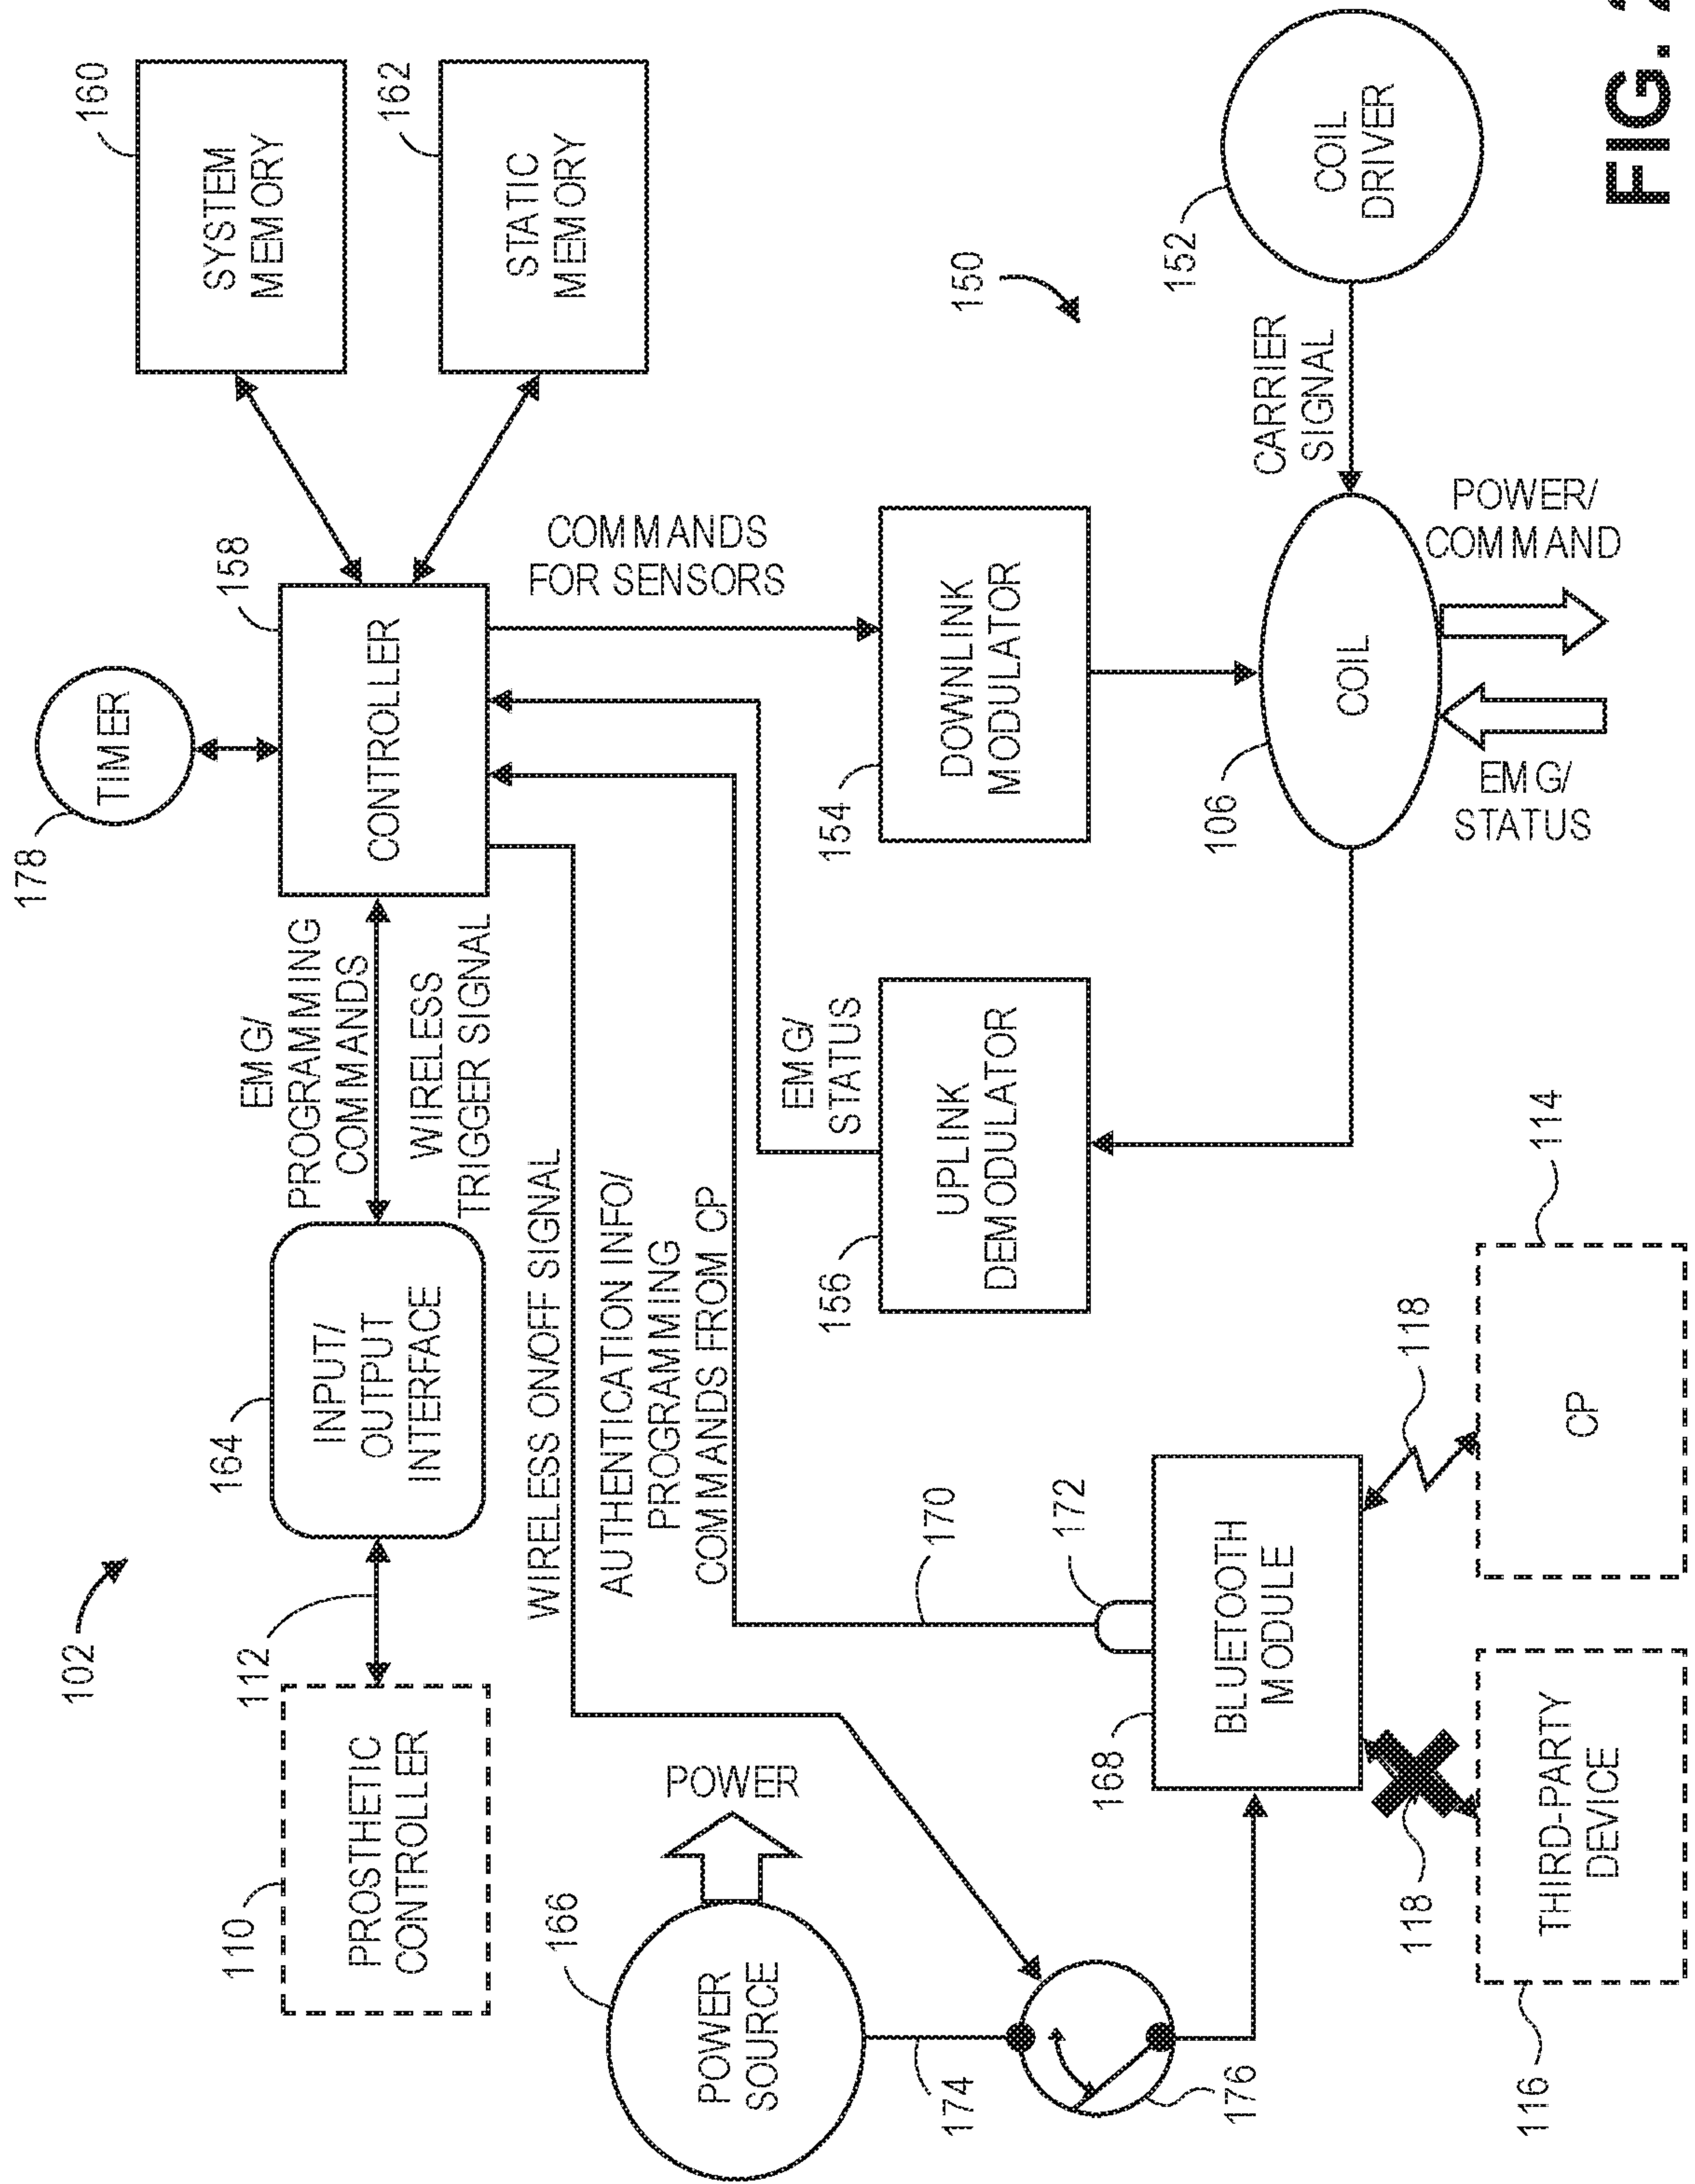 102
178
TIMER
160
SYSTEM
MEMORY
162
STATIC
MEMORY
158
CONTROLLER
EMG/
PROGRAMMING
COMMANDS
WIRELESS
TRIGGER SIGNAL
164
INPUT/
OUTPUT
INTERFACE
112
110
PROSTHETIC
CONTROLLER
WIRELESS ON/OFF SIGNAL
AUTHENTICATION INFO/
PROGRAMMING
COMMANDS FROM CP
COMMANDS
FOR SENSORS
EMG/
STATUS
166
POWER
SOURCE
POWER
174
176
170
172
168
BLUETOOTH
MODULE
156
UPLINK
DEMODULATOR
154
DOWNLINK
MODULATOR
150
152
COIL
DRIVER
CARRIER
SIGNAL
106
COIL
EMG/
STATUS
POWER/
COMMAND
118
118
116
THIRD-PARTY
DEVICE
114
CP
FIG.